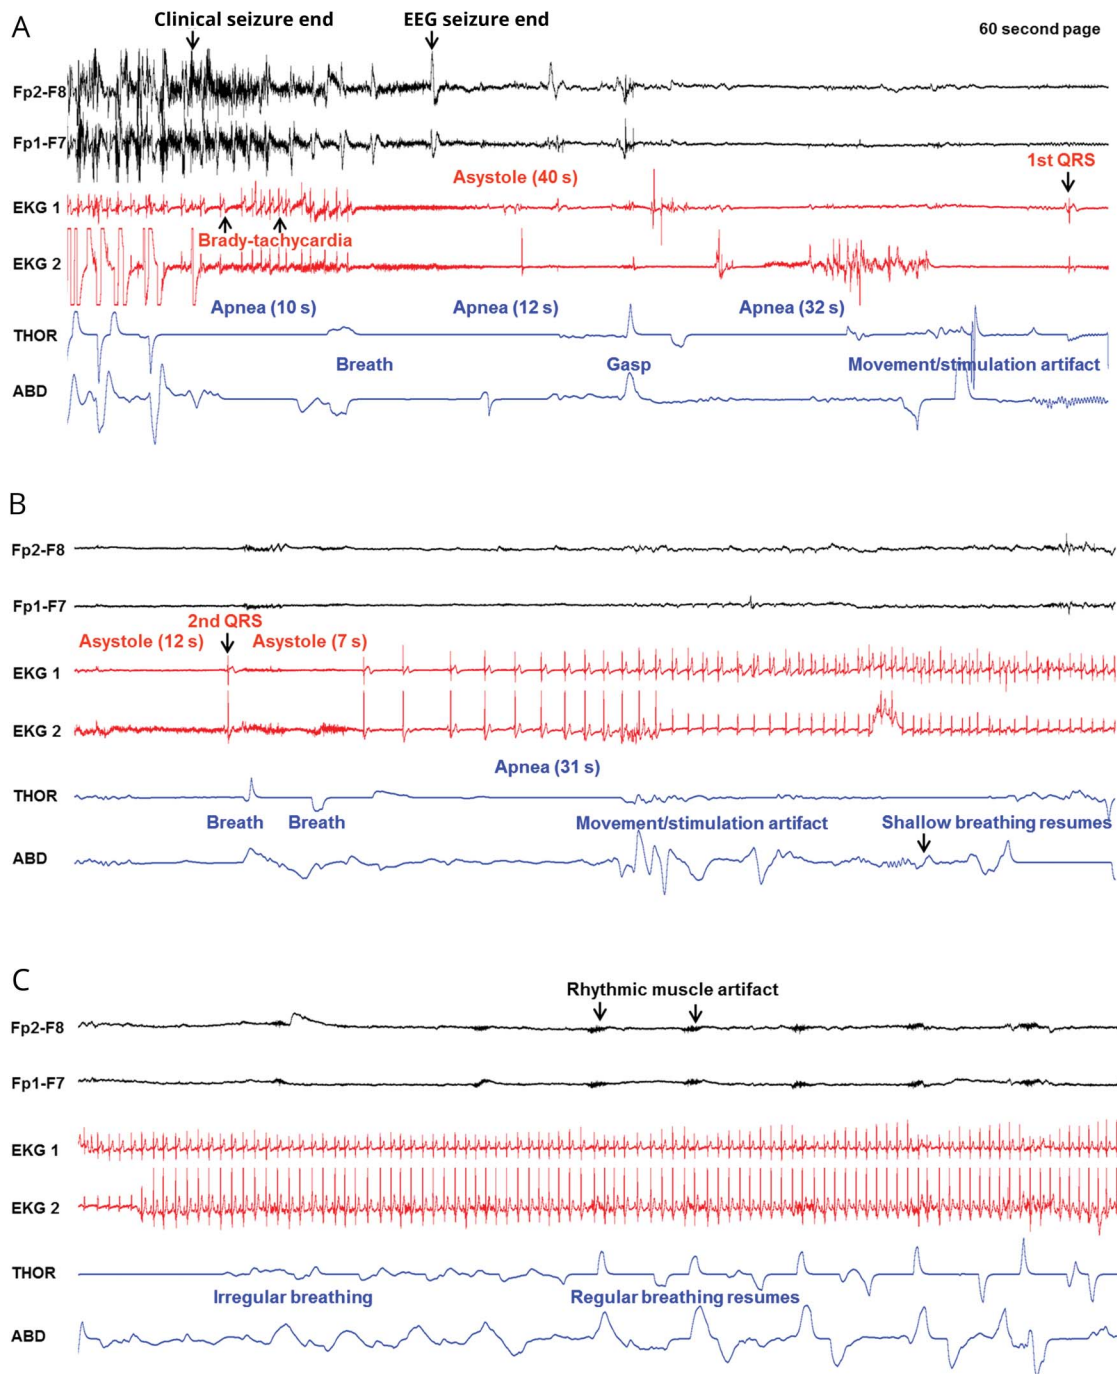 A
Clinical seizure end
EEG seizure end
60 second page
Fp2-F8
Fp1-F7
1st QRS
Asystole (40 s)
EKG 1
Brady-tachycardia
EKG 2
Apnea (10 s)
Apnea (12 s)
Apnea (32 s)
THOR
Breath
Gasp
Movement/stimulation artifact
ABD
B
Fp2-F8
Fp1-F7
2nd QRS
Asystole (12 s)
Asystole (7 s)
EKG 1
EKG 2
Apnea (31 s)
THOR
Breath
Breath
Movement/stimulation artifact
Shallow breathing resumes
ABD
C
Rhythmic muscle artifact
Fp2-F8
Fp1-F7
EKG 1
EKG 2
THOR
Irregular breathing
Regular breathing resumes
ABD